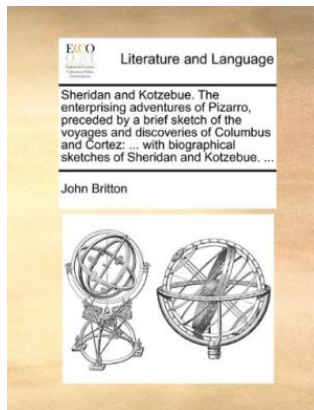 ECCO
Literature and Language
Sheridan and Kotzebue. The
enterprising adventures of Pizarro,
preceded by a brief sketch of the
voyages and discoveries of Columbus
and Cortez: ... with biographical
sketches of Sheridan and Kotzebue. ...
John Britton